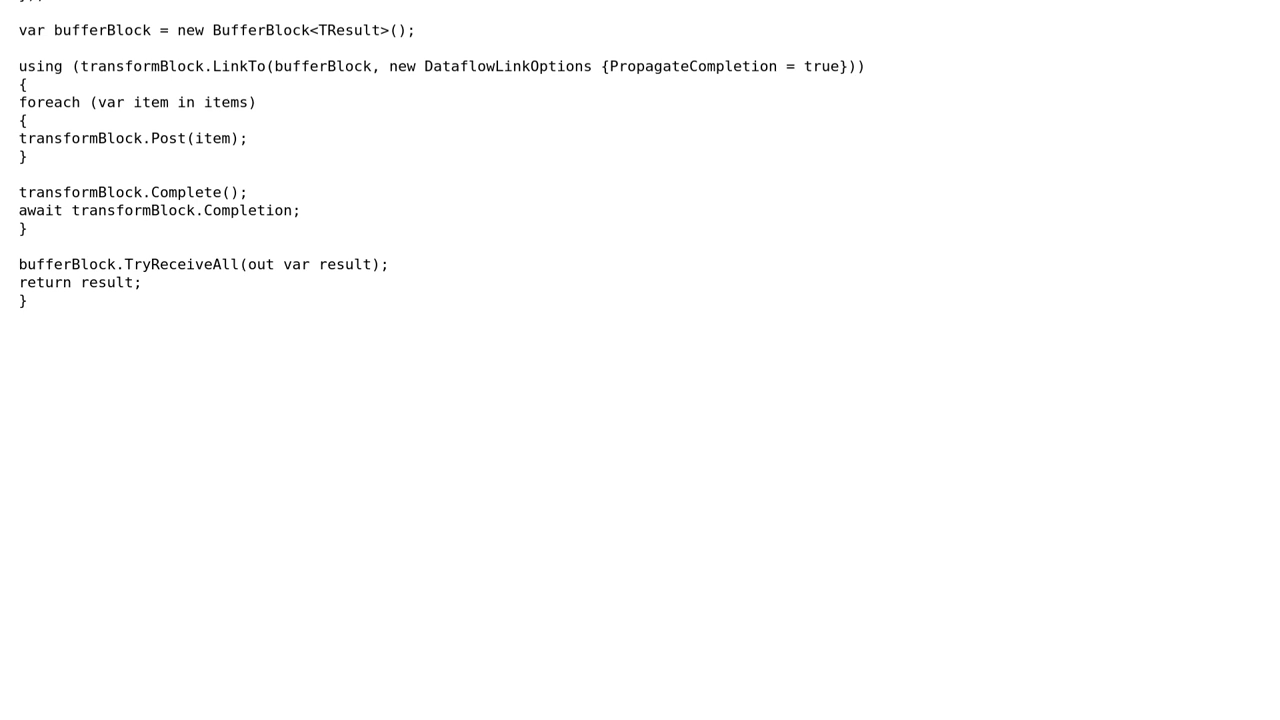 var bufferBlock = new BufferBlock<TResult>();
using (transformBlock.LinkTo(bufferBlock, new DataflowLinkOptions {PropagateCompletion = true}))
{
foreach (var item in items)
{
transformBlock.Post(item);
}
transformBlock.Complete();
await transformBlock.Completion;
}
bufferBlock.TryReceiveAll(out var result);
return result;
}